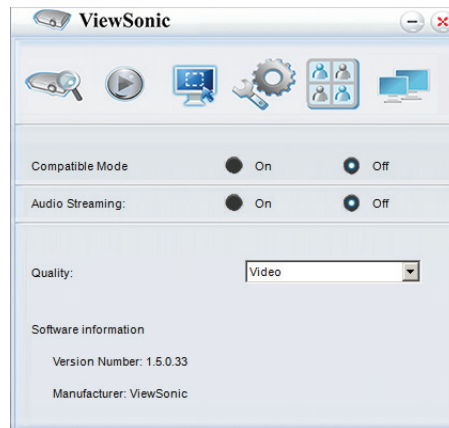 ViewSonic
Compatible Mode On Off
Audio Streaming: On Off
Quality: Video
Software information
Version Number: 1.5.0.33
Manufacturer: ViewSonic